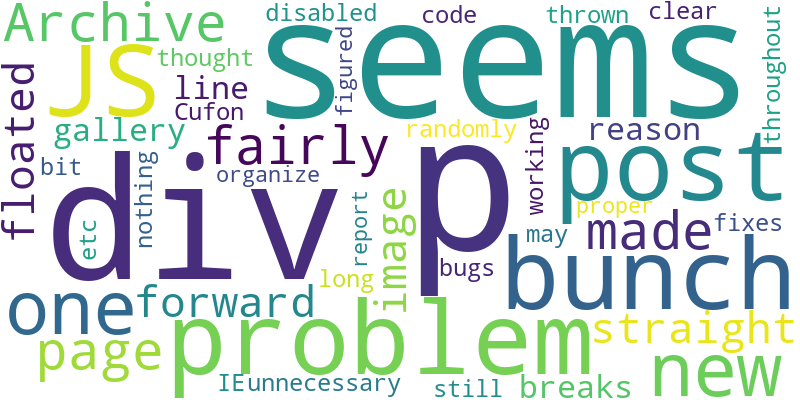 Archive
disabled
code
thrown
clear
JS
seems
thought
figured
throughout
line
Cufon
floated
gallery
fairly
randomly
working
reason
post
bit
nothing
organize
div
p
etc
report
image
proper
made
fixes
may
bugs
bunch
long
one
forward
problem
page
straight
new
IEunnecessary
still
breaks